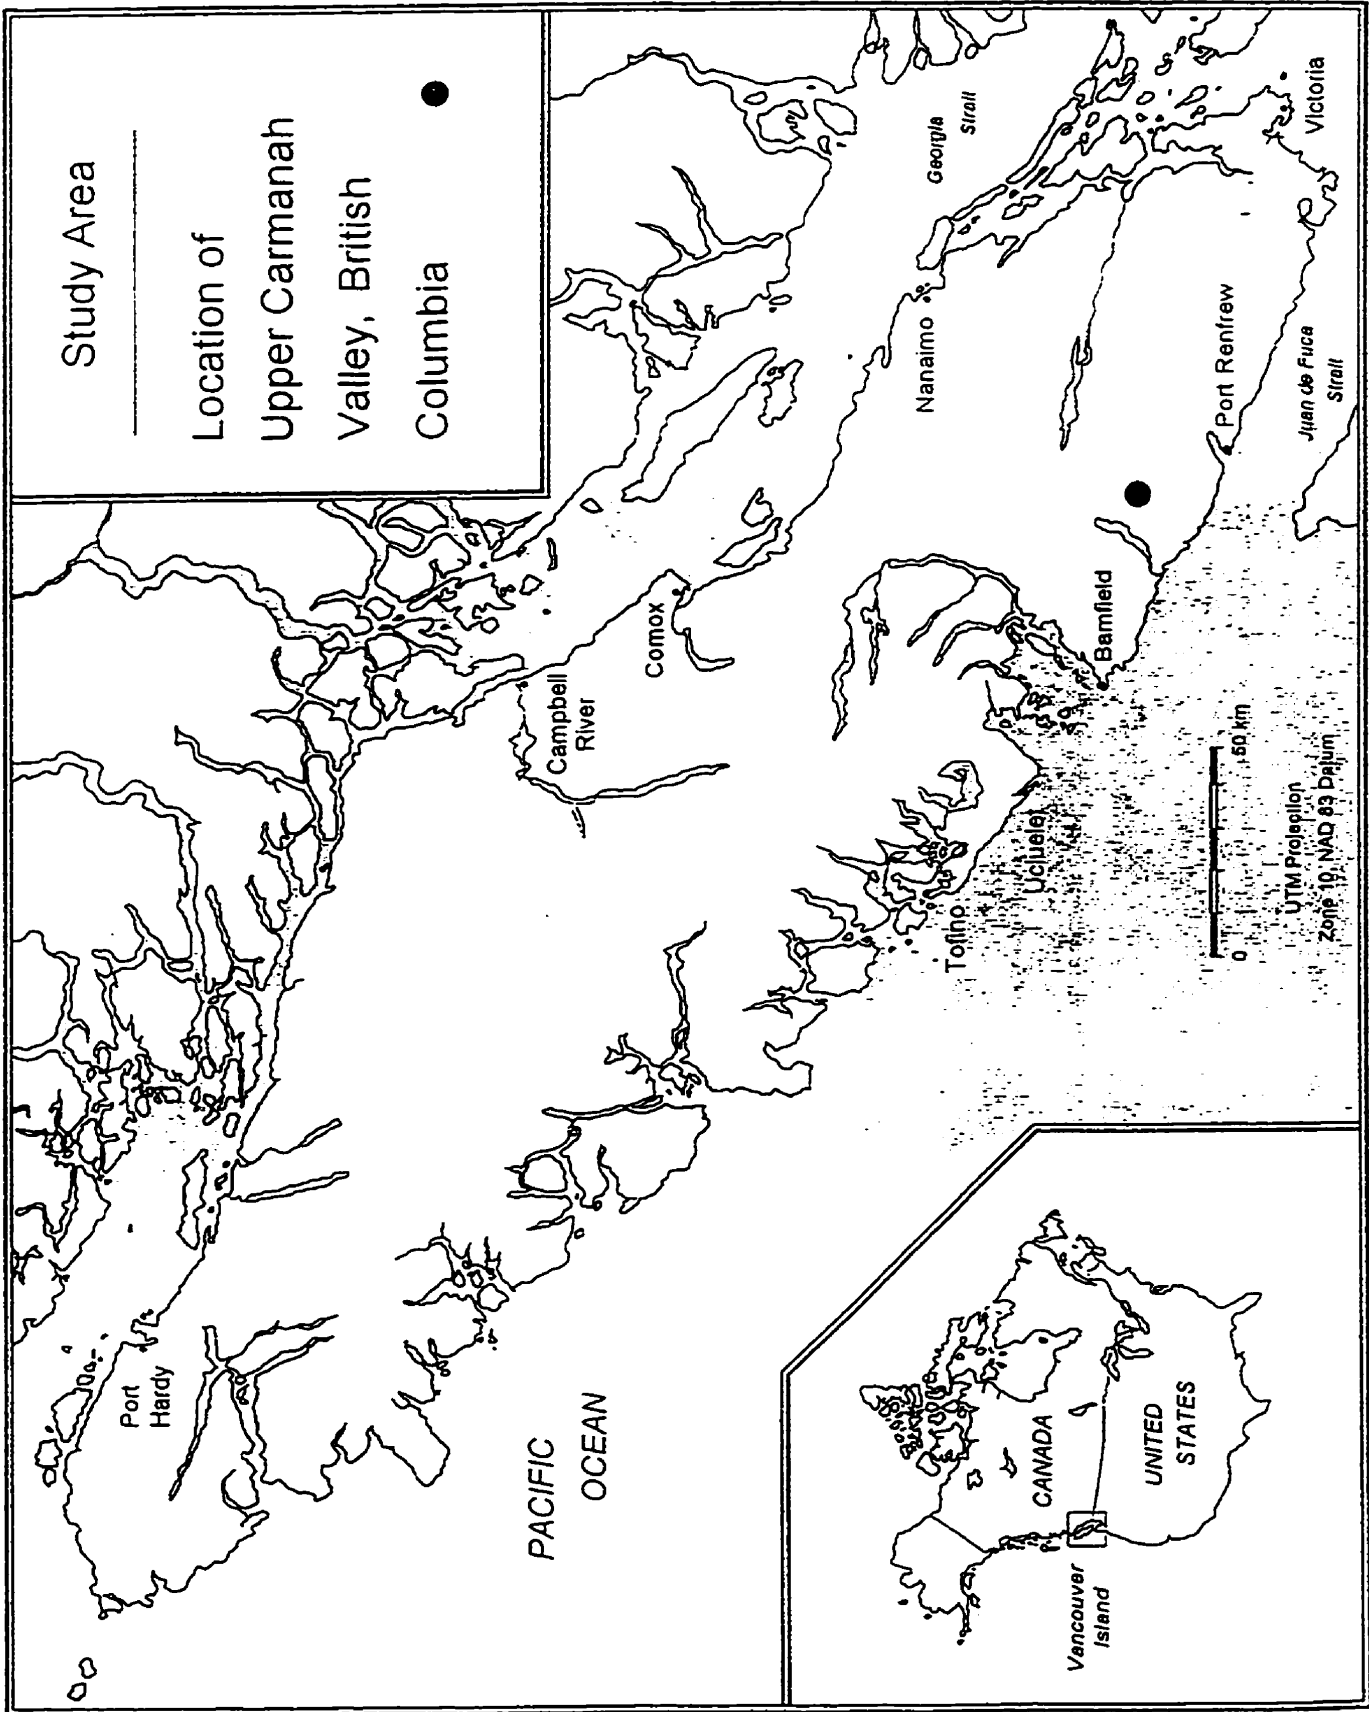 Study Area
Location of
Upper Carmanah
Valley, British
Columbia
Port
Hardy
Campbell
River
Comox
Georgia
Strait
Nanaimo
Victoria
Port Renfrew
Juan de Fuca
Strait
Bamfield
Ucluelet
Tofino
PACIFIC
OCEAN
0 50 km
UTM Projection
Zone 10, NAD 83 Datum
CANADA
UNITED
STATES
Vancouver
Island